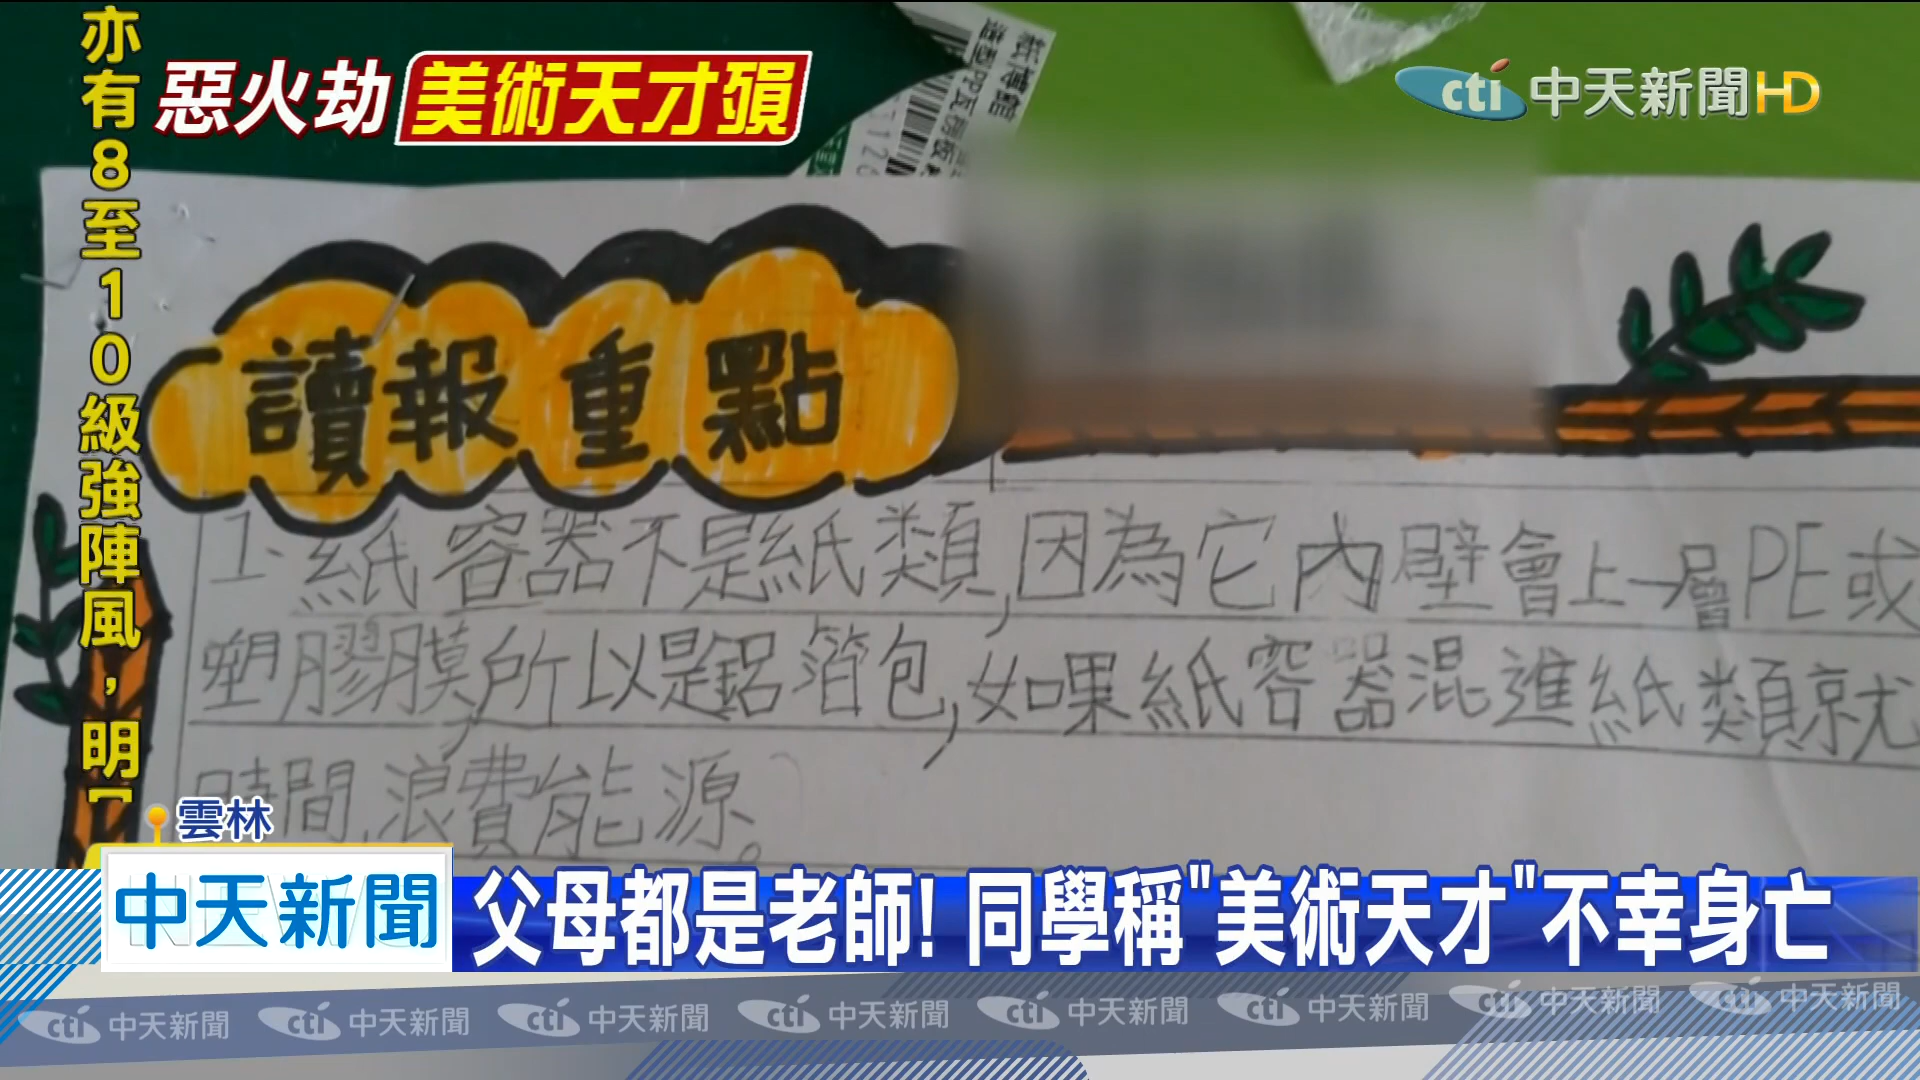 亦有8至10級強陣風，明
惡火劫 美術天才殞
cti 中天新聞HD
讀報重點
1.紙容器不是紙類,因為它內壁會上一層PE或
塑膠膜,所以是鋁箔包,如果紙容器混進紙類就
時間,浪費能源。
雲林
中天新聞
父母都是老師! 同學稱"美術天才"不幸身亡
cti 中天新聞 cti 中天新聞 cti 中天新聞 cti 中天新聞 cti 中天新聞 cti 中天新聞 cti 中天新聞 cti 中天新聞